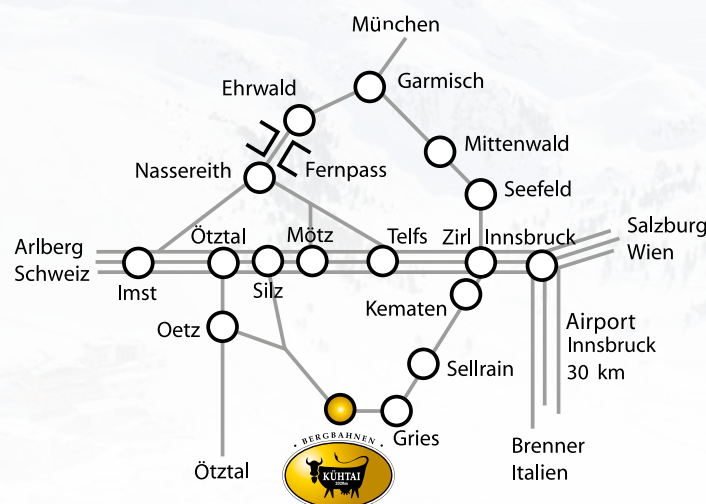 München
Garmisch
Ehrwald
Mittenwald
Nassereith
Fernpass
Seefeld
Arlberg
Schweiz
Ötztal
Mötz
Telfs
Zirl
Innsbruck
Salzburg
Wien
Imst
Silz
Kematen
Oetz
Airport
Innsbruck
30 km
Sellrain
Gries
Brenner
Italien
Ötztal
· BERGBAHNEN ·
KÜHTAI
2020m